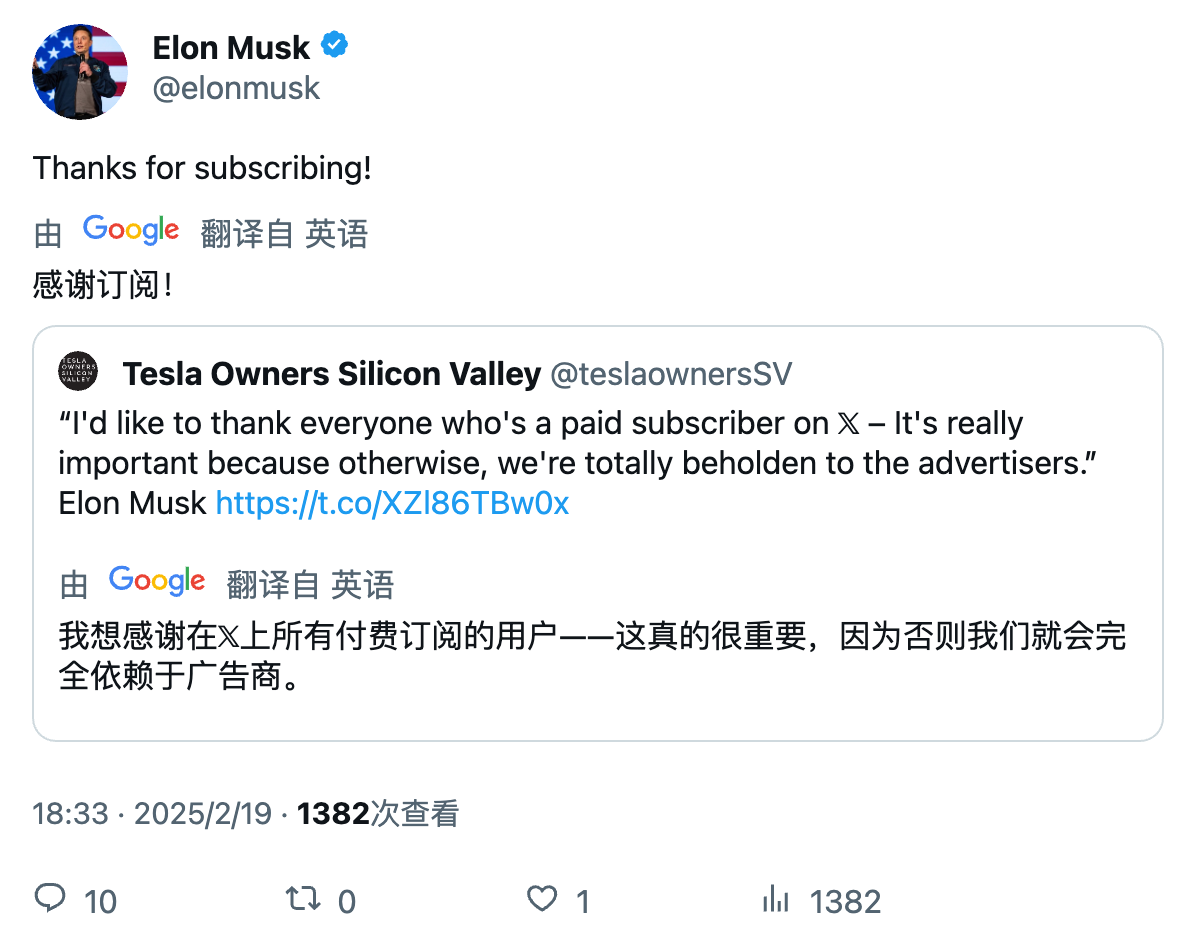 Elon Musk
@elonmusk
Thanks for subscribing!
由 Google 翻译自 英语
感谢订阅！
TESLA
OWNERS
SILICON
VALLEY
Tesla Owners Silicon Valley @teslaownersSV
“I'd like to thank everyone who's a paid subscriber on 𝕏 – It's really
important because otherwise, we're totally beholden to the advertisers.”
Elon Musk https://t.co/XZl86TBw0x
由 Google 翻译自 英语
我想感谢在𝕏上所有付费订阅的用户——这真的很重要，因为否则我们就会完
全依赖于广告商。
18:33 · 2025/2/19 · 1382次查看
10 0 1 1382